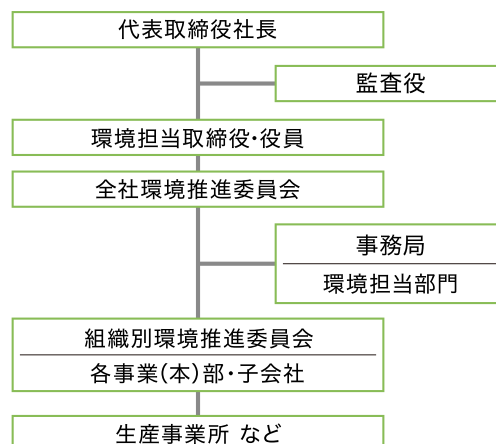 代表取締役社長
監査役
環境担当取締役・役員
全社環境推進委員会
事務局
環境担当部門
組織別環境推進委員会
各事業(本)部・子会社
生産事業所 など